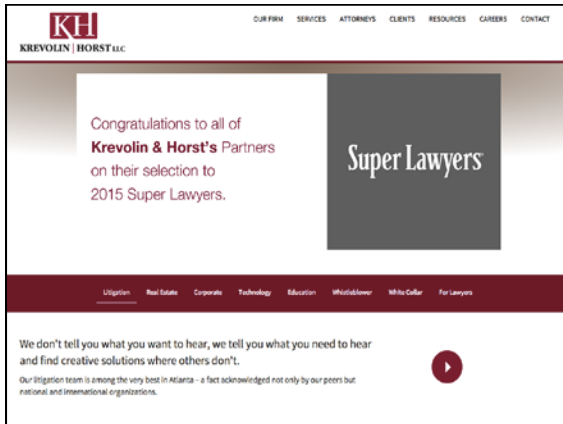 KH
KREVOLIN | HORST LLC
OUR FIRM SERVICES ATTORNEYS CLIENTS RESOURCES CAREERS CONTACT
Congratulations to all of
Krevolin & Horst's Partners
on their selection to
2015 Super Lawyers.
Super Lawyers
Litigation Real Estate Corporate Technology Education Whistleblower White Collar For Lawyers
We don't tell you what you want to hear, we tell you what you need to hear
and find creative solutions where others don't.
Our litigation team is among the very best in Atlanta – a fact acknowledged not only by our peers but
national and international organizations.